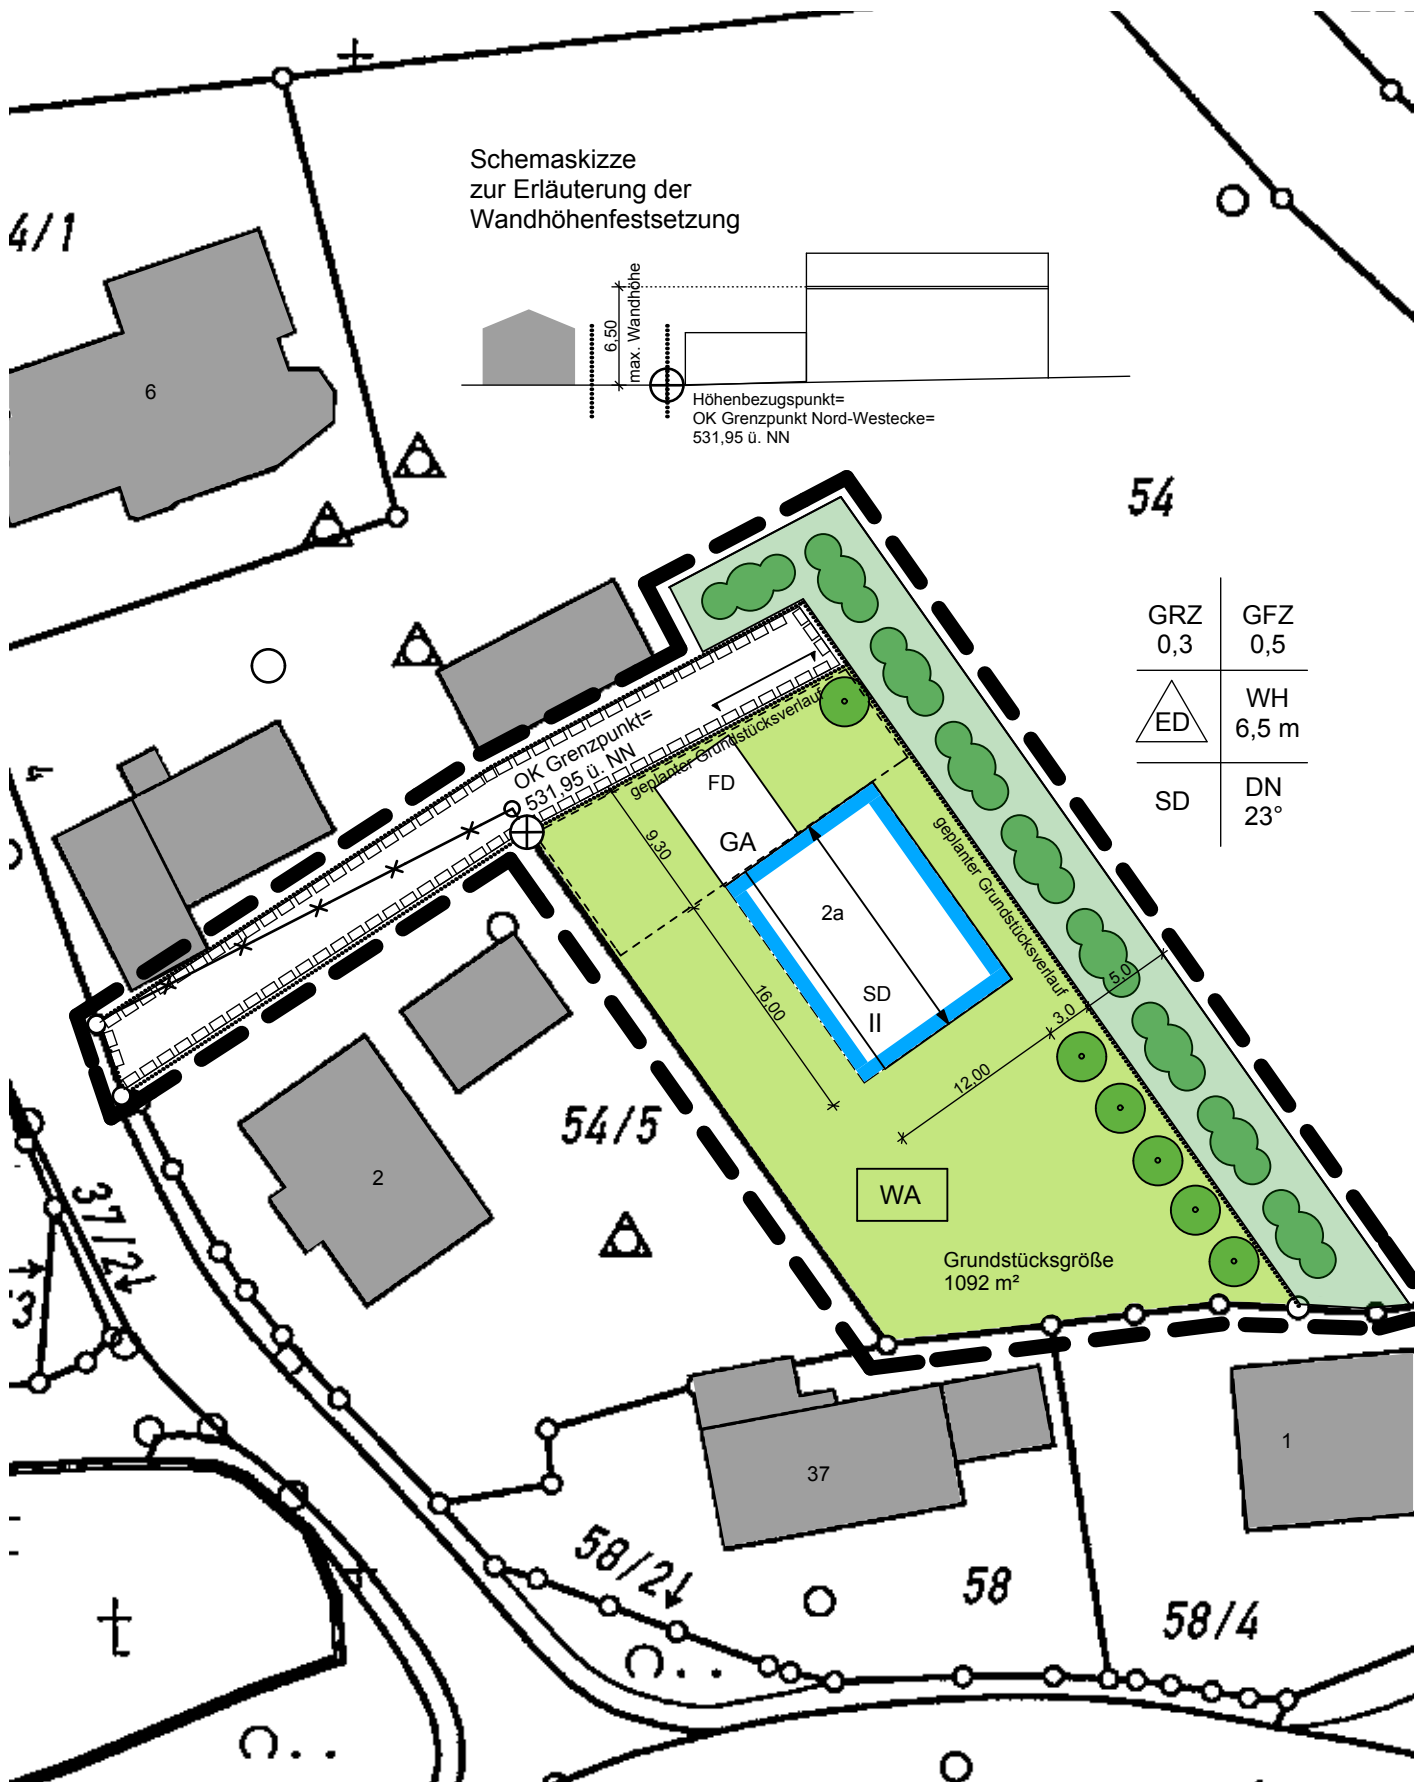 Schemaskizze
zur Erläuterung der
Wandhöhenfestsetzung
4/1
6,50
max. Wandhöhe
6
Höhenbezugspunkt=
OK Grenzpunkt Nord-Westecke=
531,95 ü. NN
54
GRZ
0,3
GFZ
0,5
ED
WH
6,5 m
SD
DN
23°
OK Grenzpunkt=
531,95 ü. NN
geplanter Grundstücksverlauf
FD
GA
9,30
2a
geplanter Grundstücksverlauf
SD
II
16,00
5,0
3,0
12,00
54/5
2
WA
37/2
3
Grundstücksgröße
1092 m²
37
1
58/2
58
58/4